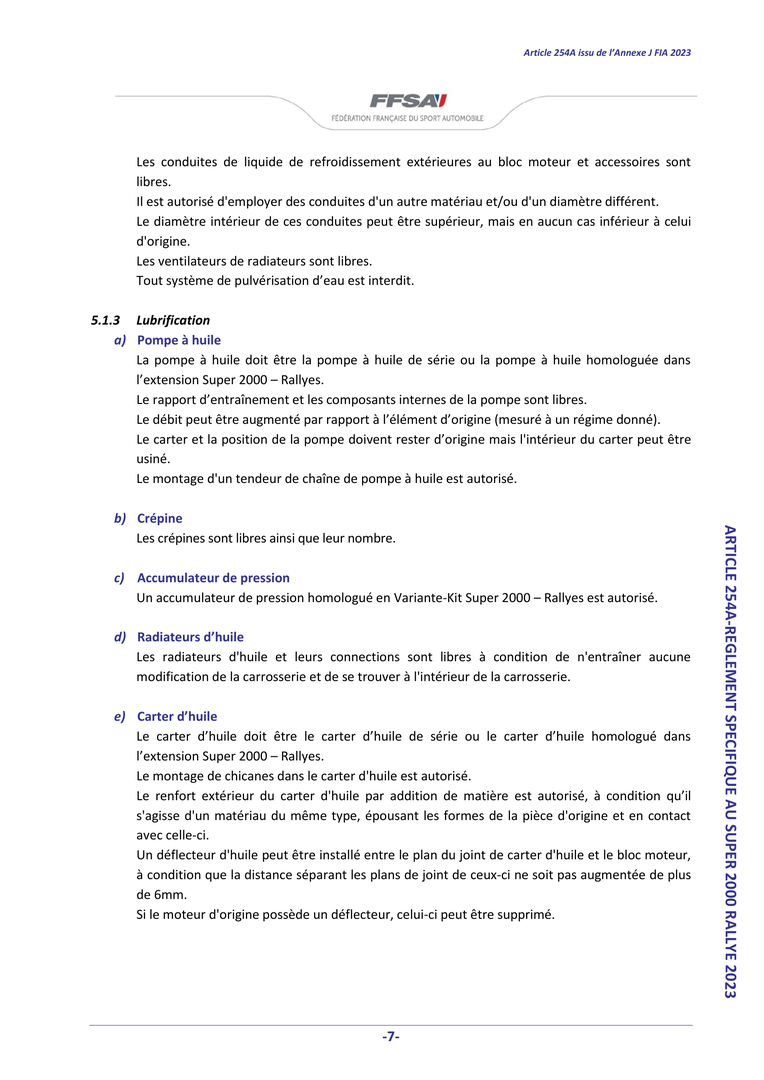 Article 254A issu de l’Annexe J FIA 2023
FFSA
FÉDÉRATION FRANÇAISE DU SPORT AUTOMOBILE
Les conduites de liquide de refroidissement extérieures au bloc moteur et accessoires sont
libres.
Il est autorisé d'employer des conduites d'un autre matériau et/ou d'un diamètre différent.
Le diamètre intérieur de ces conduites peut être supérieur, mais en aucun cas inférieur à celui
d'origine.
Les ventilateurs de radiateurs sont libres.
Tout système de pulvérisation d’eau est interdit.
5.1.3 Lubrification
a) Pompe à huile
La pompe à huile doit être la pompe à huile de série ou la pompe à huile homologuée dans
l’extension Super 2000 – Rallyes.
Le rapport d’entraînement et les composants internes de la pompe sont libres.
Le débit peut être augmenté par rapport à l’élément d’origine (mesuré à un régime donné).
Le carter et la position de la pompe doivent rester d’origine mais l'intérieur du carter peut être
usiné.
Le montage d'un tendeur de chaîne de pompe à huile est autorisé.
b) Crépine
Les crépines sont libres ainsi que leur nombre.
c) Accumulateur de pression
Un accumulateur de pression homologué en Variante-Kit Super 2000 – Rallyes est autorisé.
d) Radiateurs d’huile
Les radiateurs d'huile et leurs connections sont libres à condition de n'entraîner aucune
modification de la carrosserie et de se trouver à l'intérieur de la carrosserie.
e) Carter d’huile
Le carter d’huile doit être le carter d’huile de série ou le carter d’huile homologué dans
l’extension Super 2000 – Rallyes.
Le montage de chicanes dans le carter d'huile est autorisé.
Le renfort extérieur du carter d'huile par addition de matière est autorisé, à condition qu’il
s'agisse d'un matériau du même type, épousant les formes de la pièce d'origine et en contact
avec celle-ci.
Un déflecteur d'huile peut être installé entre le plan du joint de carter d'huile et le bloc moteur,
à condition que la distance séparant les plans de joint de ceux-ci ne soit pas augmentée de plus
de 6mm.
Si le moteur d'origine possède un déflecteur, celui-ci peut être supprimé.
ARTICLE 254A-REGLEMENT SPECIFIQUE AU SUPER 2000 RALLYE 2023
-7-